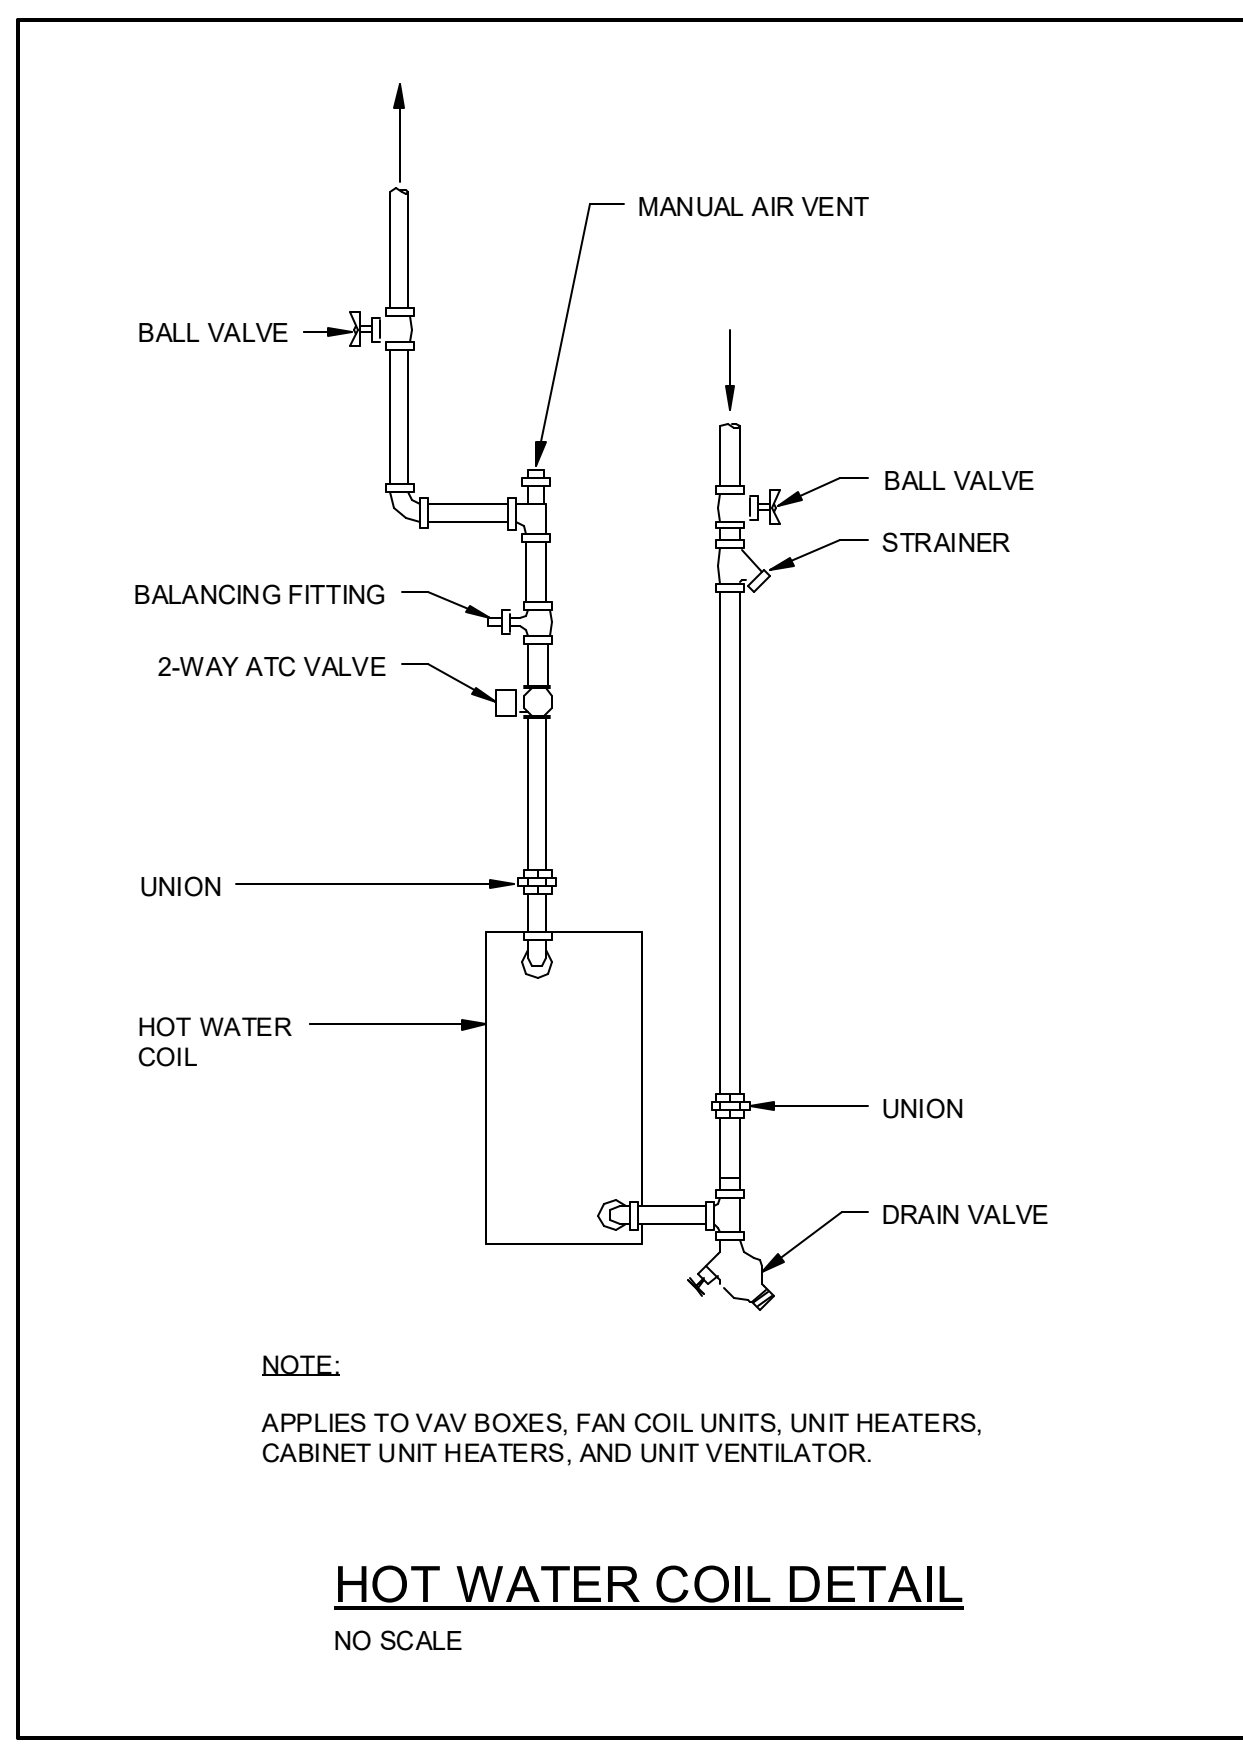 MANUAL AIR VENT
BALL VALVE
BALL VALVE
STRAINER
BALANCING FITTING
2-WAY ATC VALVE
UNION
HOT WATER
COIL
UNION
DRAIN VALVE
NOTE:
APPLIES TO VAV BOXES, FAN COIL UNITS, UNIT HEATERS,
CABINET UNIT HEATERS, AND UNIT VENTILATOR.
HOT WATER COIL DETAIL
NO SCALE